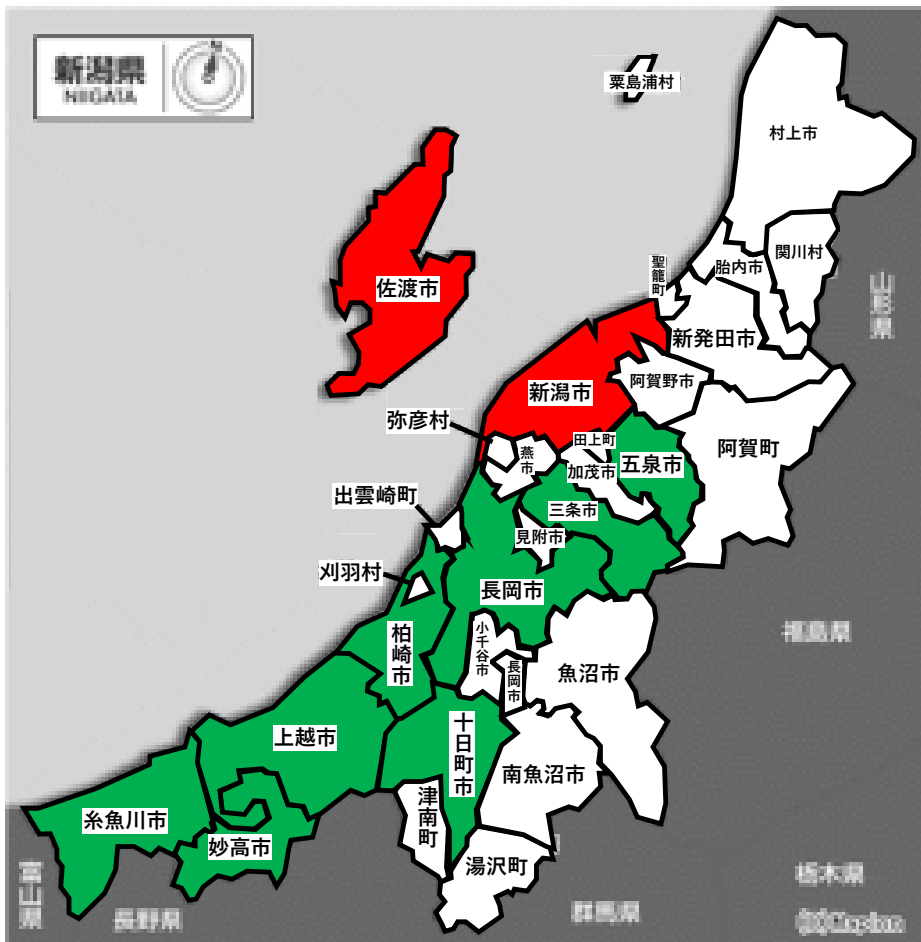 新潟県
NIIGATA
N
粟島浦村
村上市
関川村
胎内市
聖籠町
山形県
佐渡市
新発田市
阿賀野市
新潟市
弥彦村
燕市
田上町
加茂市
五泉市
阿賀町
出雲崎町
三条市
見附市
刈羽村
長岡市
福島県
柏崎市
小千谷市
長岡市
魚沼市
上越市
十日町市
南魚沼市
津南町
糸魚川市
妙高市
湯沢町
富山県
長野県
群馬県
栃木県